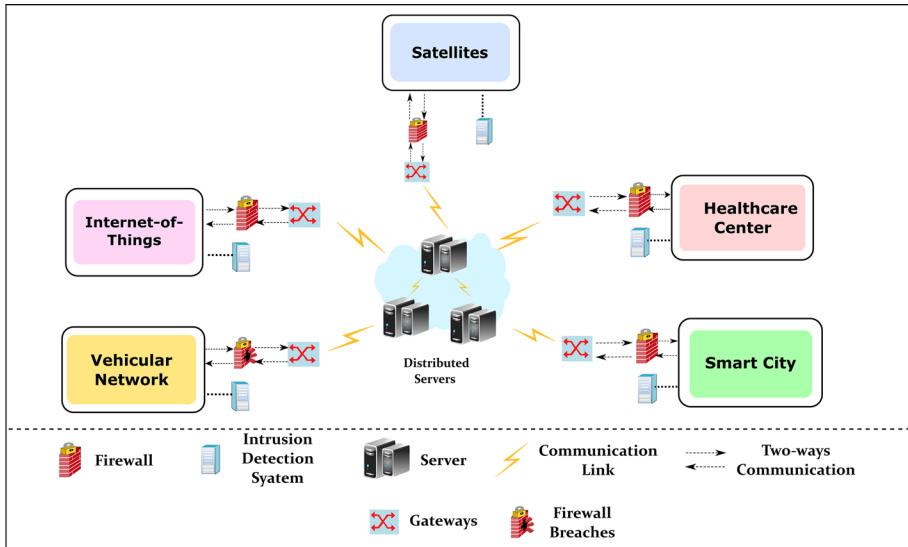 Satellites
Internet-of-
Things
Healthcare
Center
Vehicular
Network
Distributed
Servers
Smart City
Firewall
Intrusion
Detection
Syatem
Server
Communication
Link
Two-ways
Communication
Gateways
Firewall
Breaches